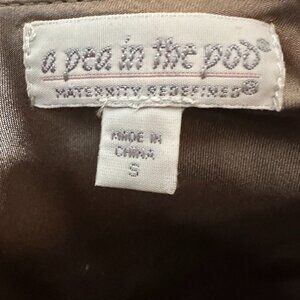 a pea in the pod®
MATERNITY REDEFINED®
MADE IN
CHINA
S